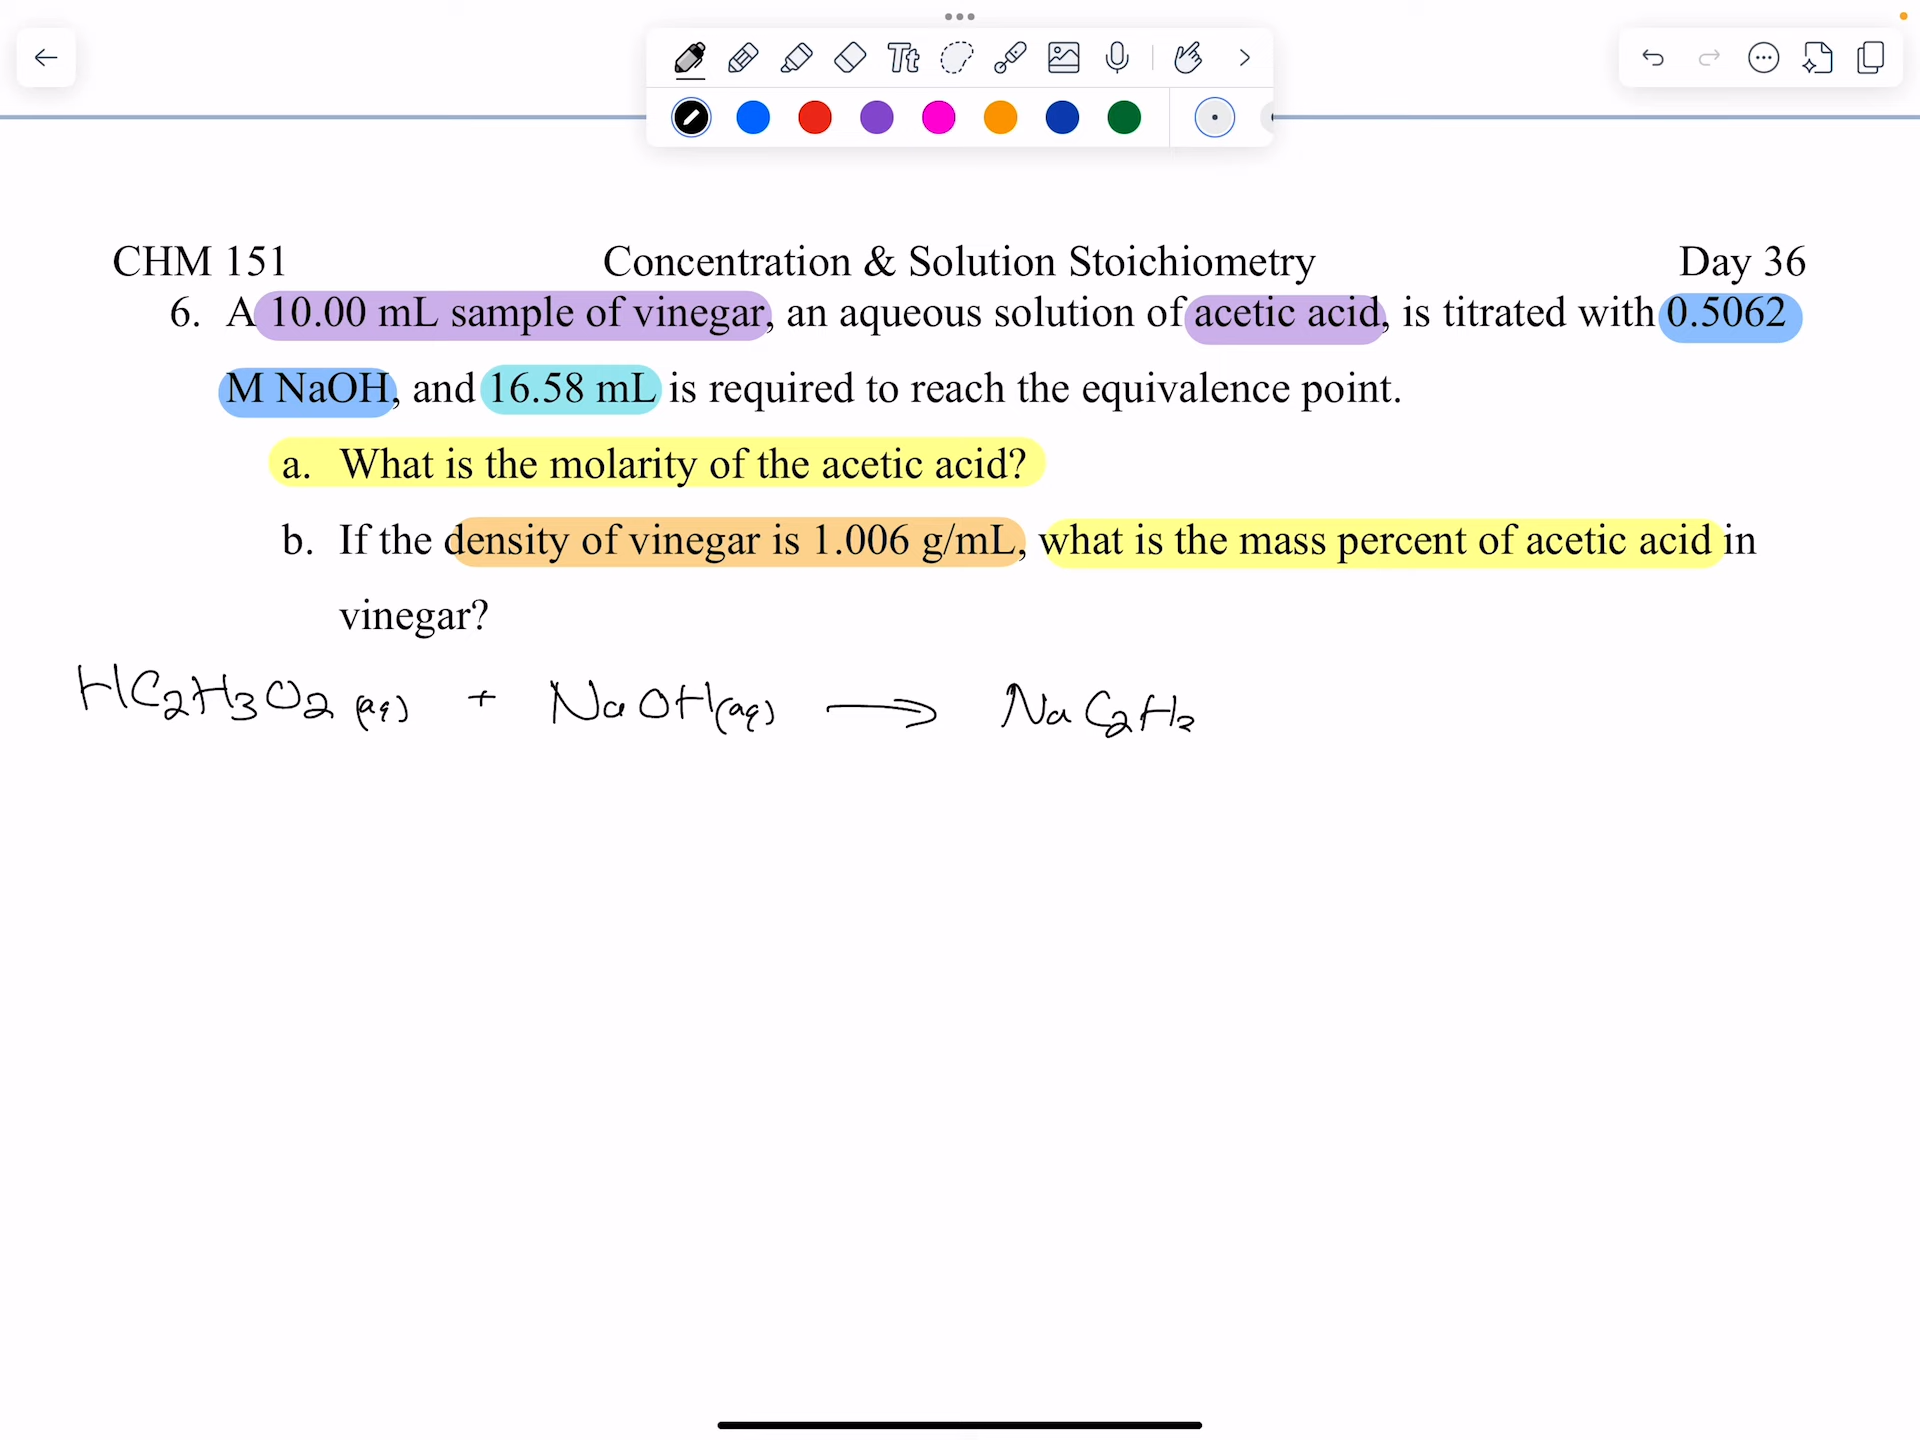 Tt
CHM 151 Concentration & Solution Stoichiometry Day 36
6. A 10.00 mL sample of vinegar, an aqueous solution of acetic acid, is titrated with 0.5062
M NaOH, and 16.58 mL is required to reach the equivalence point.
a. What is the molarity of the acetic acid?
b. If the density of vinegar is 1.006 g/mL, what is the mass percent of acetic acid in
vinegar?
HC₂H₃O₂ (aq) + NaOH(aq) → NaC₂H₃